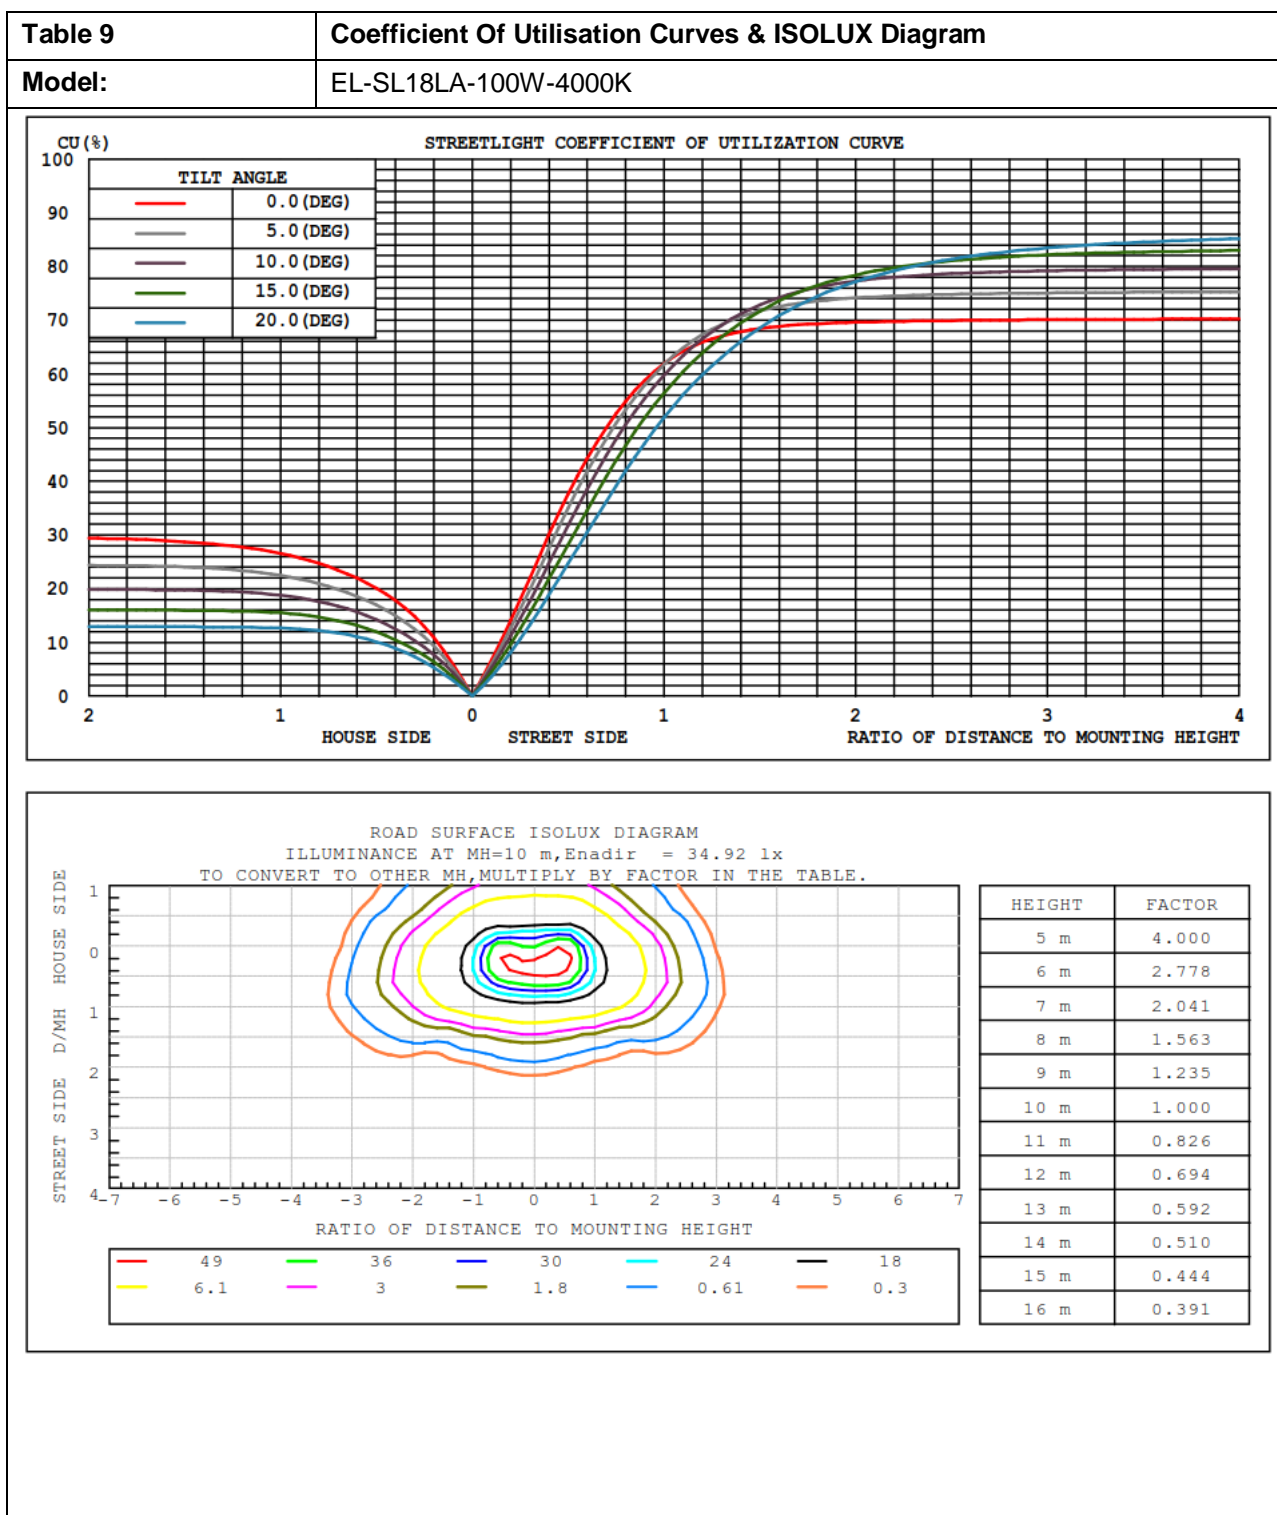 Table 9 Coefficient Of Utilisation Curves & ISOLUX Diagram
Model: EL-SL18LA-100W-4000K
CU(%) STREETLIGHT COEFFICIENT OF UTILIZATION CURVE
100
90
80
70
60
50
40
30
20
10
0
TILT ANGLE
0.0(DEG)
5.0(DEG)
10.0(DEG)
15.0(DEG)
20.0(DEG)
2 1 0 1 2 3 4
HOUSE SIDE STREET SIDE RATIO OF DISTANCE TO MOUNTING HEIGHT
ROAD SURFACE ISOLUX DIAGRAM
ILLUMINANCE AT MH=10 m,Enadir = 34.92 lx
TO CONVERT TO OTHER MH,MULTIPLY BY FACTOR IN THE TABLE.
STREET SIDE D/MH HOUSE SIDE
1
0
1
2
3
4
-7 -6 -5 -4 -3 -2 -1 0 1 2 3 4 5 6 7
RATIO OF DISTANCE TO MOUNTING HEIGHT
49 36 30 24 18
6.1 3 1.8 0.61 0.3
HEIGHT FACTOR
5 m 4.000
6 m 2.778
7 m 2.041
8 m 1.563
9 m 1.235
10 m 1.000
11 m 0.826
12 m 0.694
13 m 0.592
14 m 0.510
15 m 0.444
16 m 0.391